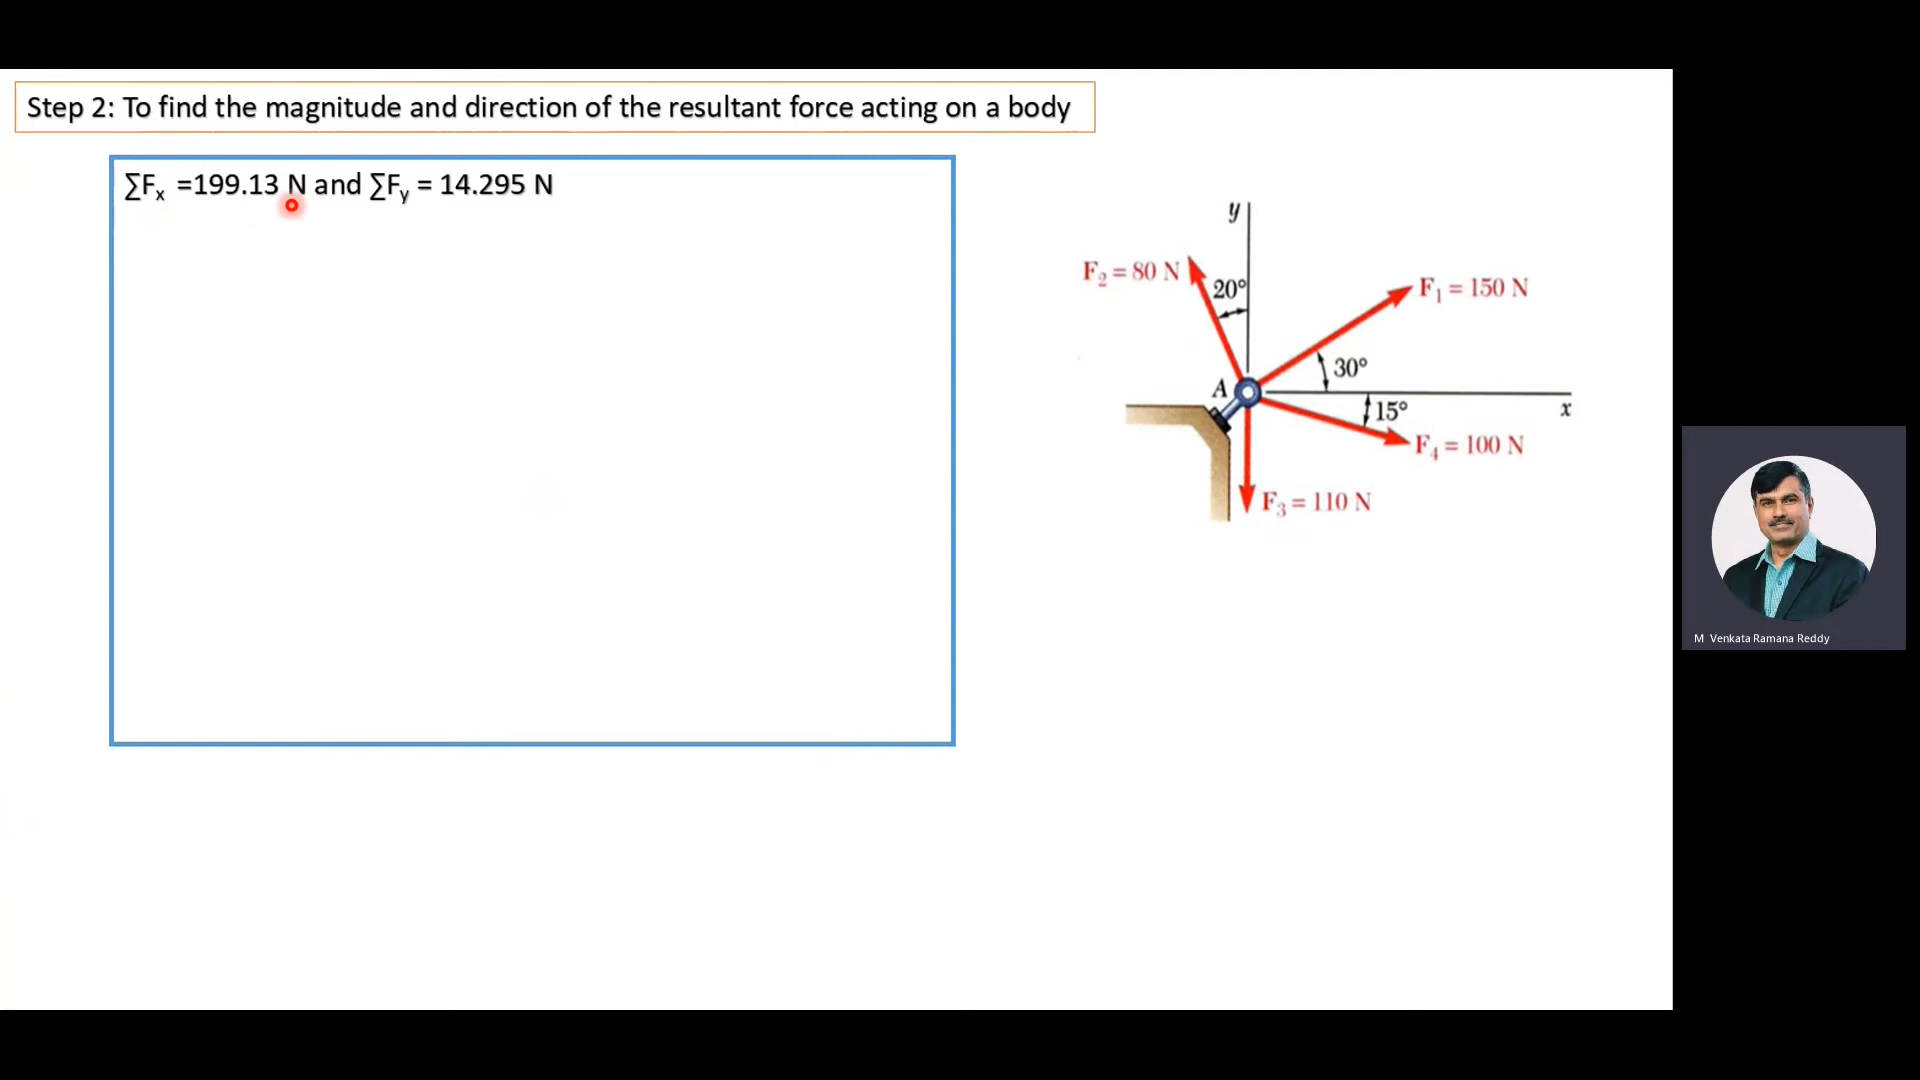 Step 2: To find the magnitude and direction of the resultant force acting on a body
∑Fx =199.13 N and ∑Fy = 14.295 N
y
F2 = 80 N
20°
F1 = 150 N
30°
A
15°
x
F4 = 100 N
F3 = 110 N
M Venkata Ramana Reddy